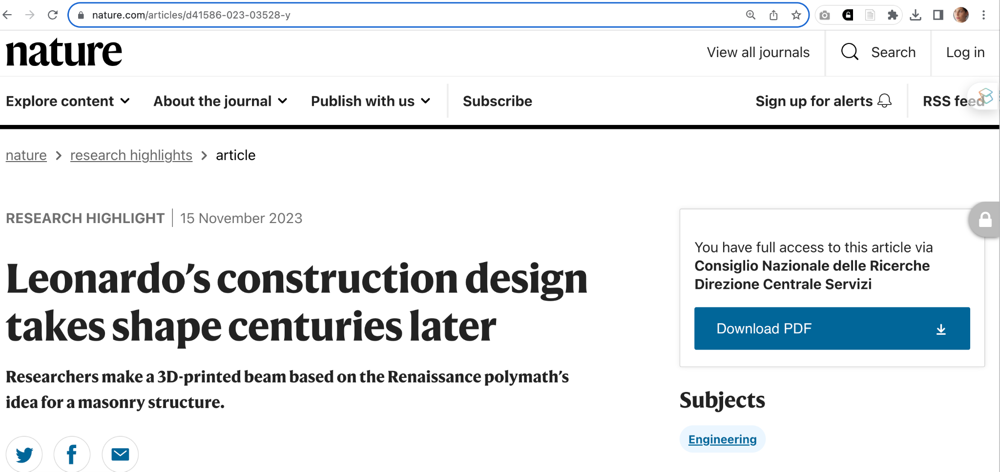 nature.com/articles/d41586-023-03528-y
nature
View all journals
Search
Log in
Explore content
About the journal
Publish with us
Subscribe
Sign up for alerts
RSS feed
nature > research highlights > article
RESEARCH HIGHLIGHT | 15 November 2023
Leonardo’s construction design
takes shape centuries later
Researchers make a 3D-printed beam based on the Renaissance polymath’s
idea for a masonry structure.
You have full access to this article via
Consiglio Nazionale delle Ricerche
Direzione Centrale Servizi
Download PDF
Subjects
Engineering